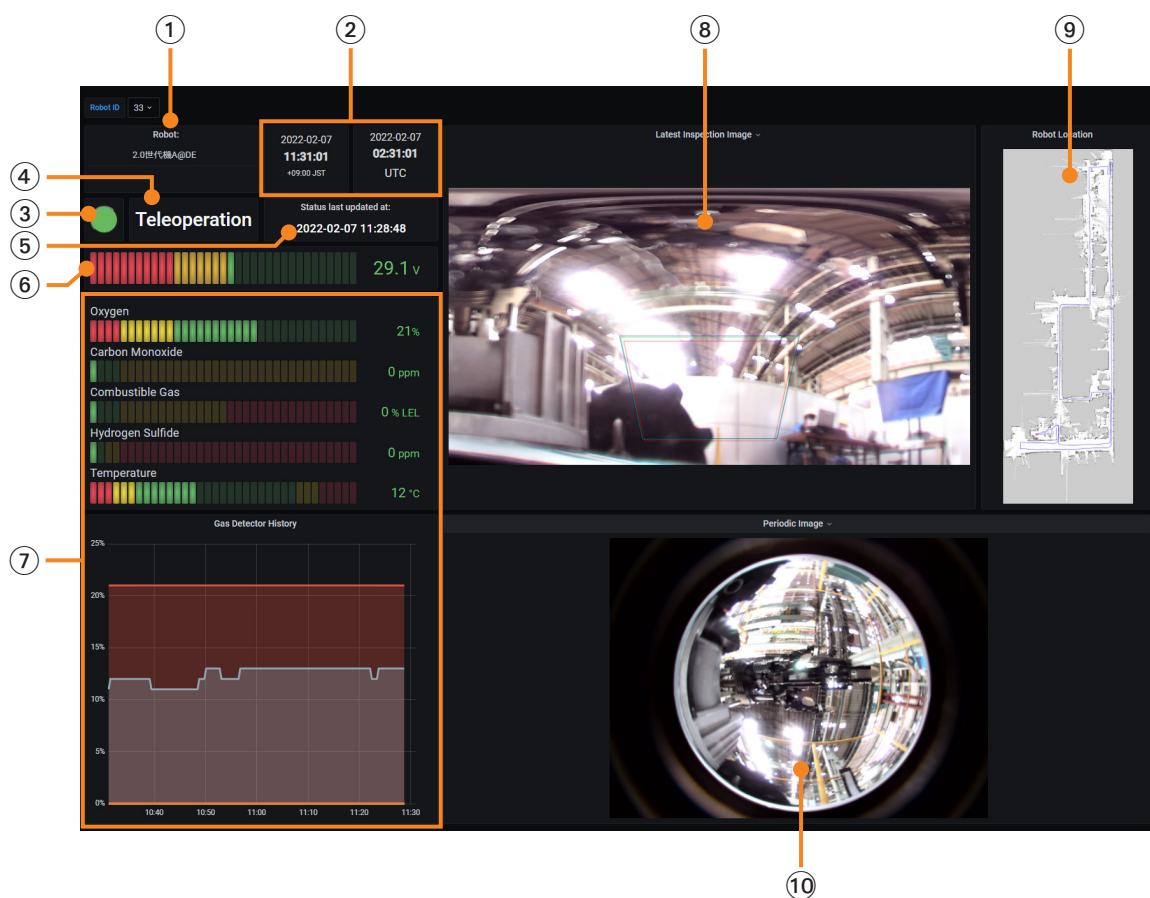 ① ② ⑧ ⑨
Robot ID 33
Robot:
2.0世代機A@DE
2022-02-07
11:31:01
+09:00 JST
2022-02-07
02:31:01
UTC
Latest Inspection Image
Robot Location
④
③
Teleoperation
Status last updated at:
2022-02-07 11:28:48
⑤
⑥
29.1 v
Oxygen
21%
Carbon Monoxide
0 ppm
Combustible Gas
0 % LEL
Hydrogen Sulfide
0 ppm
Temperature
12 °C
⑦
Gas Detector History
25%
20%
15%
10%
5%
0%
10:40 10:50 11:00 11:10 11:20 11:30
Periodic Image
⑩